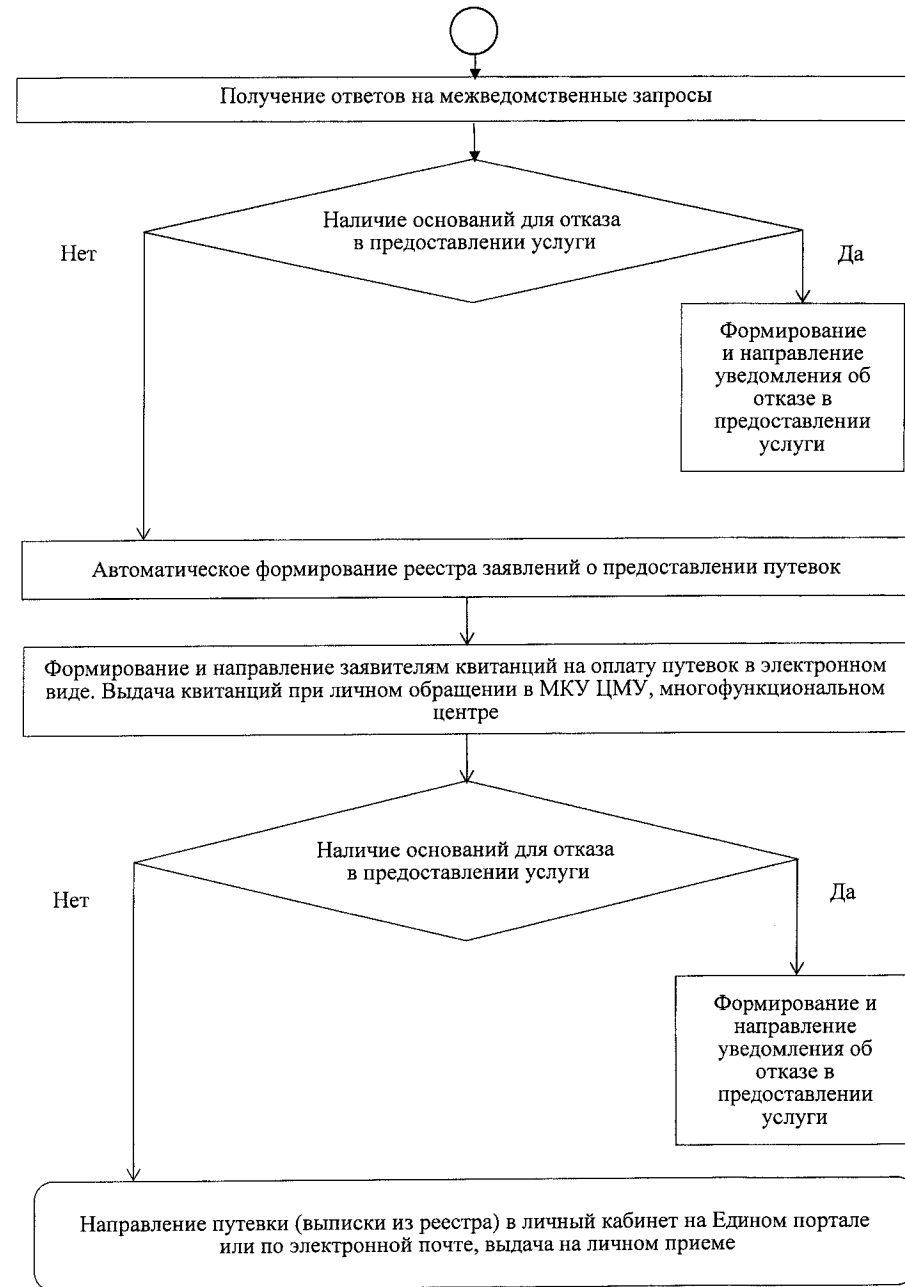 Получение ответов на межведомственные запросы
Наличие оснований для отказа
в предоставлении услуги
Нет
Да
Формирование
и направление
уведомления об
отказе в
предоставлении
услуги
Автоматическое формирование реестра заявлений о предоставлении путевок
Формирование и направление заявителям квитанций на оплату путевок в электронном
виде. Выдача квитанций при личном обращении в МКУ ЦМУ, многофункциональном
центре
Наличие оснований для отказа
в предоставлении услуги
Нет
Да
Формирование и
направление
уведомления об
отказе в
предоставлении
услуги
Направление путевки (выписки из реестра) в личный кабинет на Едином портале
или по электронной почте, выдача на личном приеме